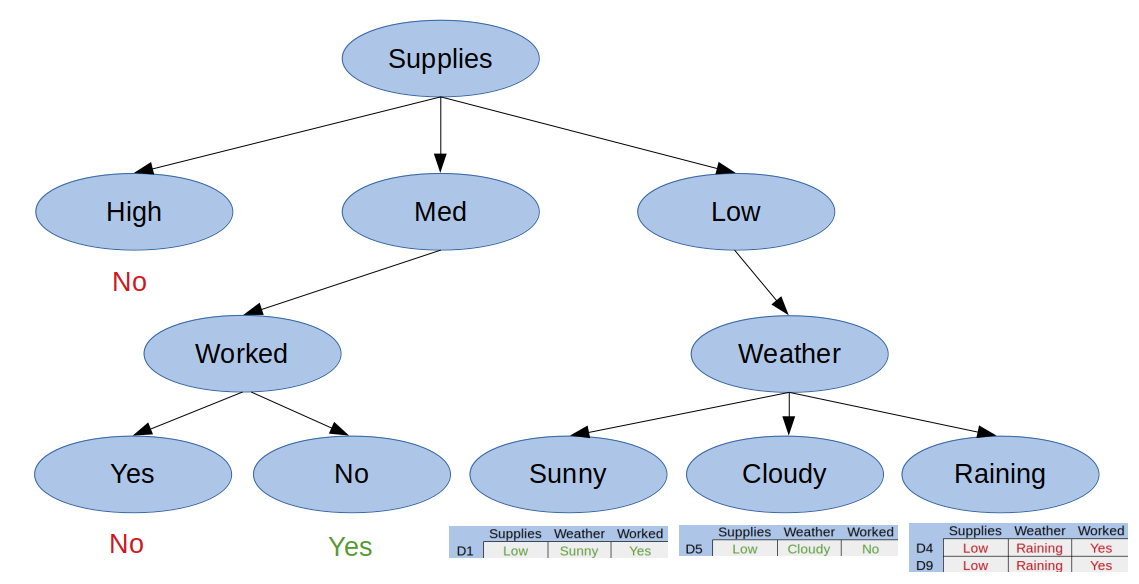 Supplies
High
Med
Low
No
Worked
Weather
Yes
No
Sunny
Cloudy
Raining
No
Yes
Supplies Weather Worked
D1 Low Sunny Yes
Supplies Weather Worked
D5 Low Cloudy No
Supplies Weather Worked
D4 Low Raining Yes
D9 Low Raining Yes